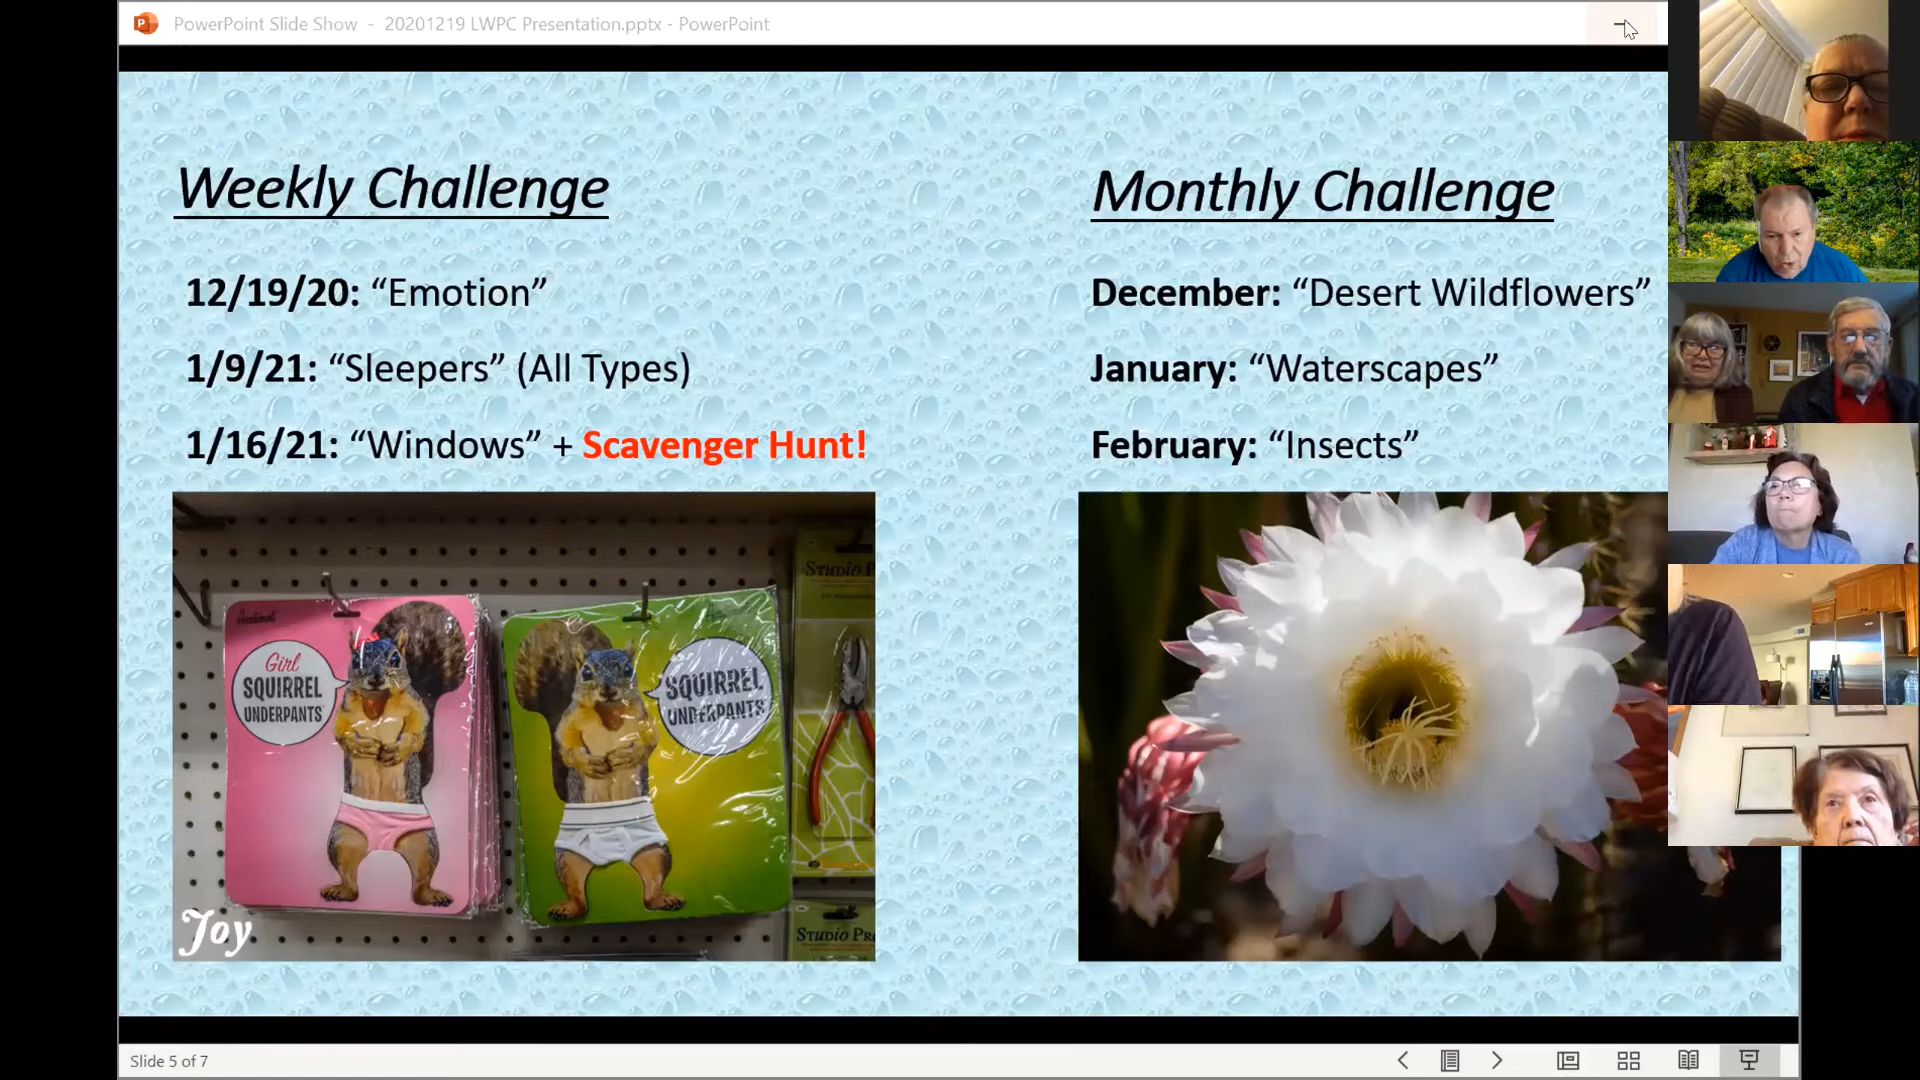 PowerPoint Slide Show - 20201219 LWPC Presentation.pptx - PowerPoint
Weekly Challenge
12/19/20: “Emotion”
1/9/21: “Sleepers” (All Types)
1/16/21: “Windows” + Scavenger Hunt!
Monthly Challenge
December: “Desert Wildflowers”
January: “Waterscapes”
February: “Insects”
Girl
SQUIRREL
UNDERPANTS
SQUIRREL
UNDERPANTS
STUDIO
STUDIO
Joy
Slide 5 of 7